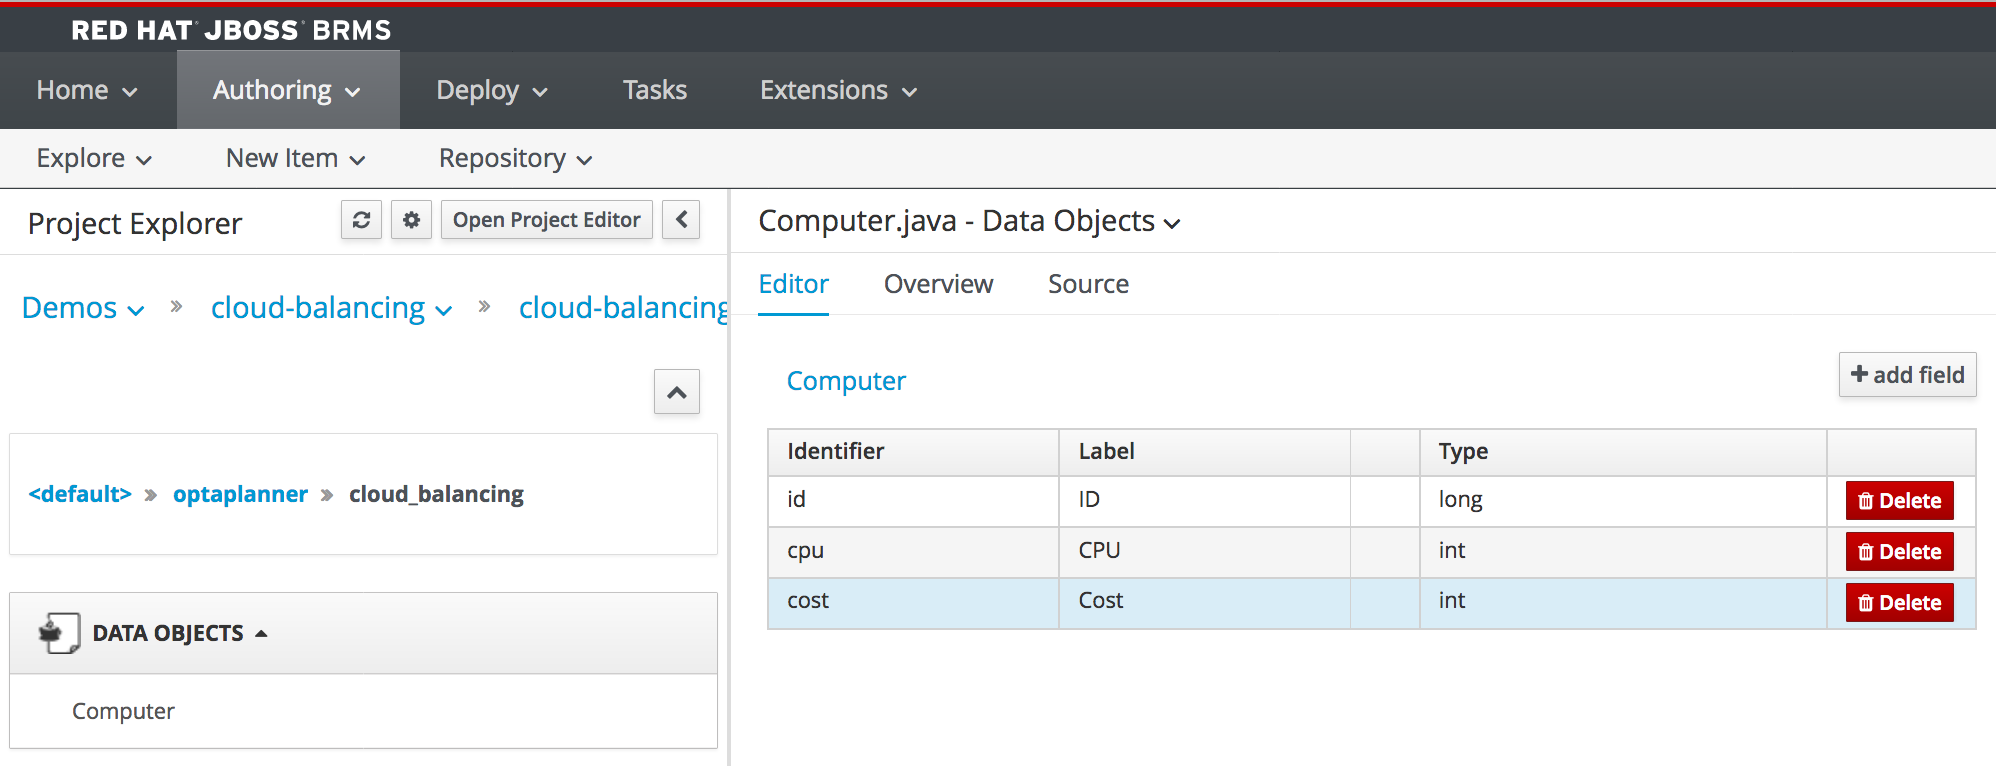 RED HAT JBOSS BRMS
Home Authoring Deploy Tasks Extensions
Explore New Item Repository
Project Explorer Open Project Editor
Demos » cloud-balancing » cloud-balancing
<default> » optaplanner » cloud_balancing
DATA OBJECTS
Computer
Computer.java - Data Objects
Editor Overview Source
Computer + add field
Identifier Label Type
id ID long Delete
cpu CPU int Delete
cost Cost int Delete